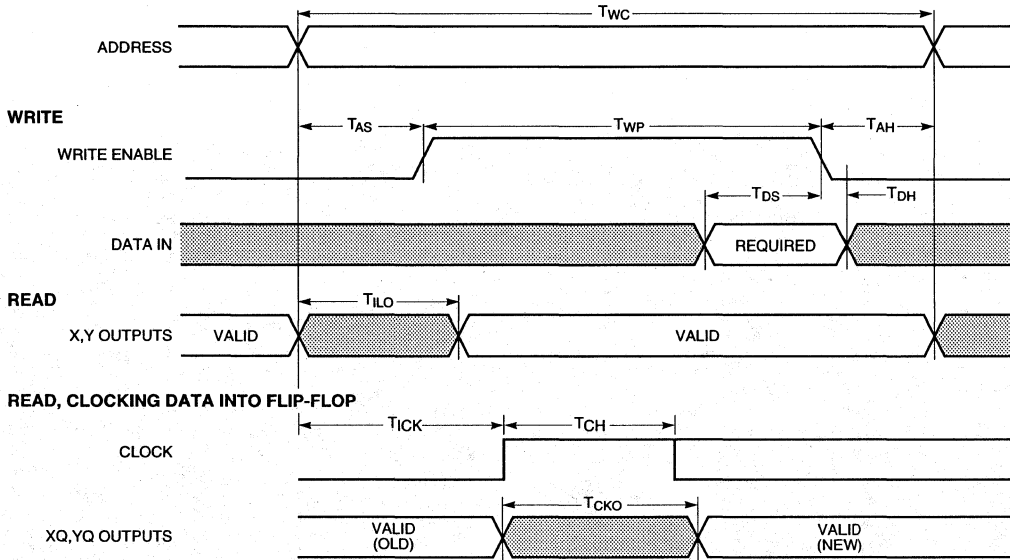 TWC
ADDRESS
WRITE
TAS
TWP
TAH
WRITE ENABLE
TDS
TDH
DATA IN
REQUIRED
READ
TILO
X,Y OUTPUTS
VALID
VALID
READ, CLOCKING DATA INTO FLIP-FLOP
TICK
TCH
CLOCK
TCKO
XQ,YQ OUTPUTS
VALID
(OLD)
VALID
(NEW)